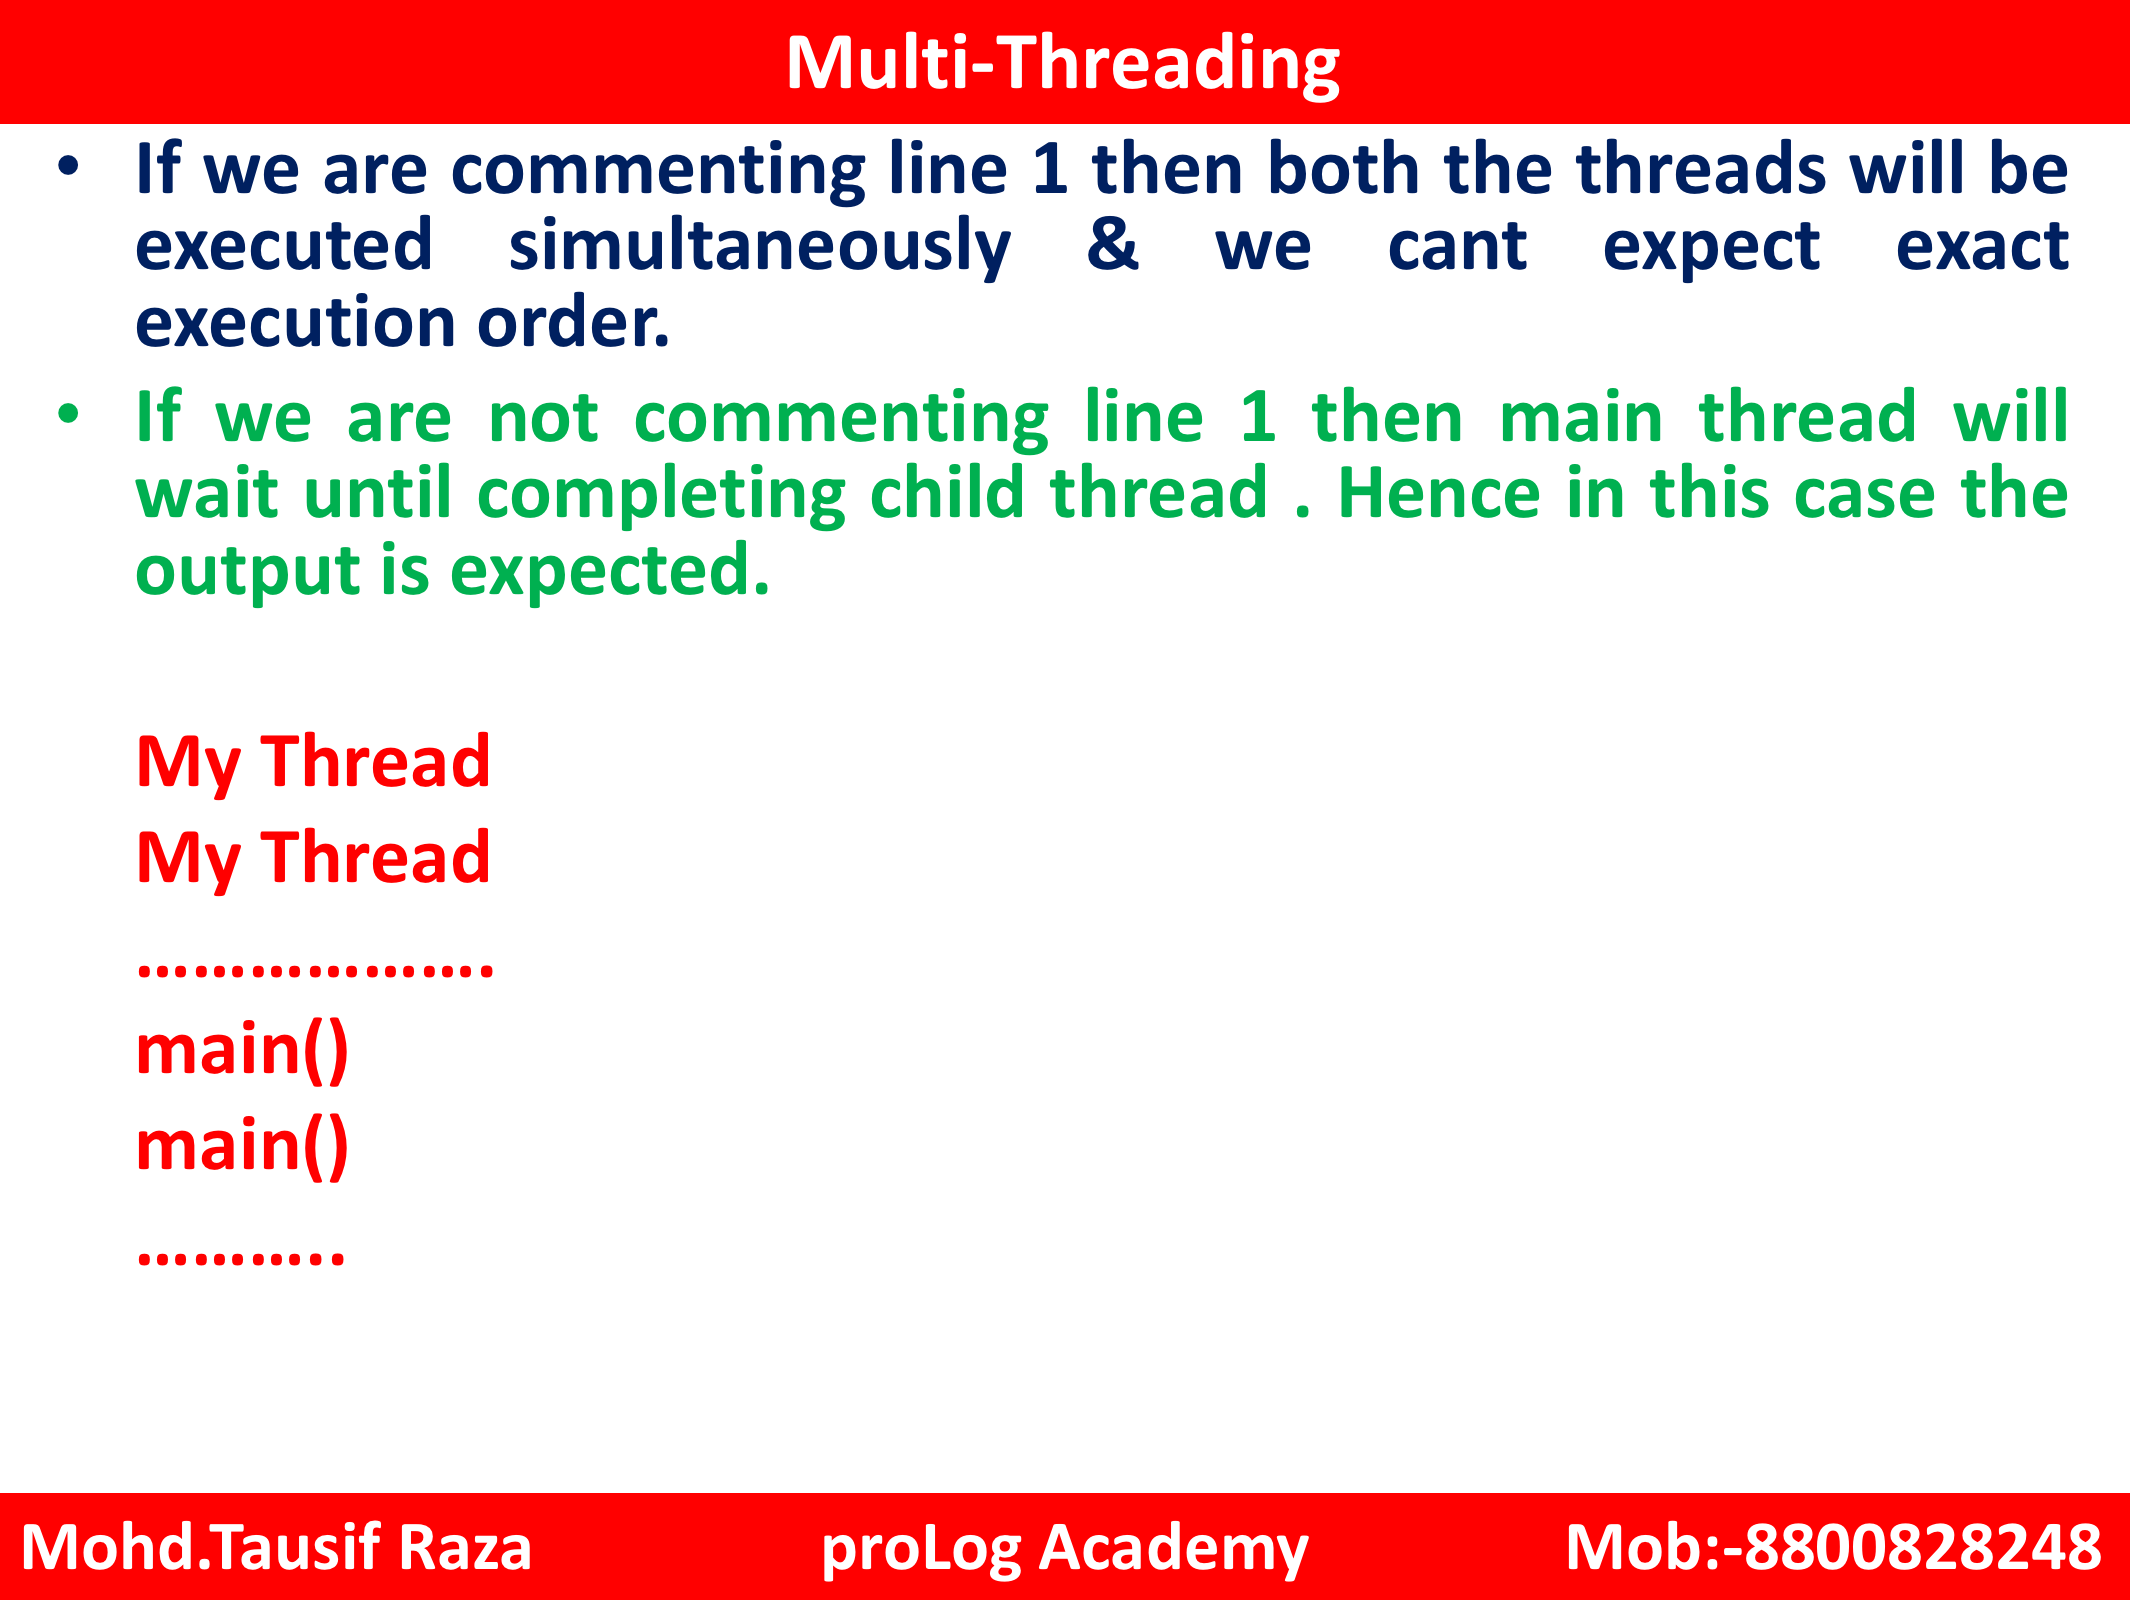 Multi-Threading
• If we are commenting line 1 then both the threads will be
executed simultaneously & we cant expect exact
execution order.
• If we are not commenting line 1 then main thread will
wait until completing child thread . Hence in this case the
output is expected.
My Thread
My Thread
……………….
main()
main()
………..
Mohd.Tausif Raza proLog Academy Mob:-8800828248